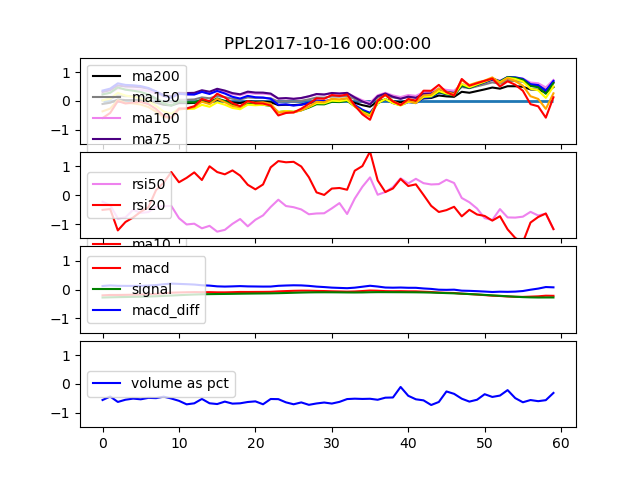 PPL2017-10-16 00:00:00
1
0
−1
ma200
ma150
ma100
ma75
1
0
−1
rsi50
rsi20
ma10
1
0
−1
macd
signal
macd_diff
1
0
−1
volume as pct
0 10 20 30 40 50 60